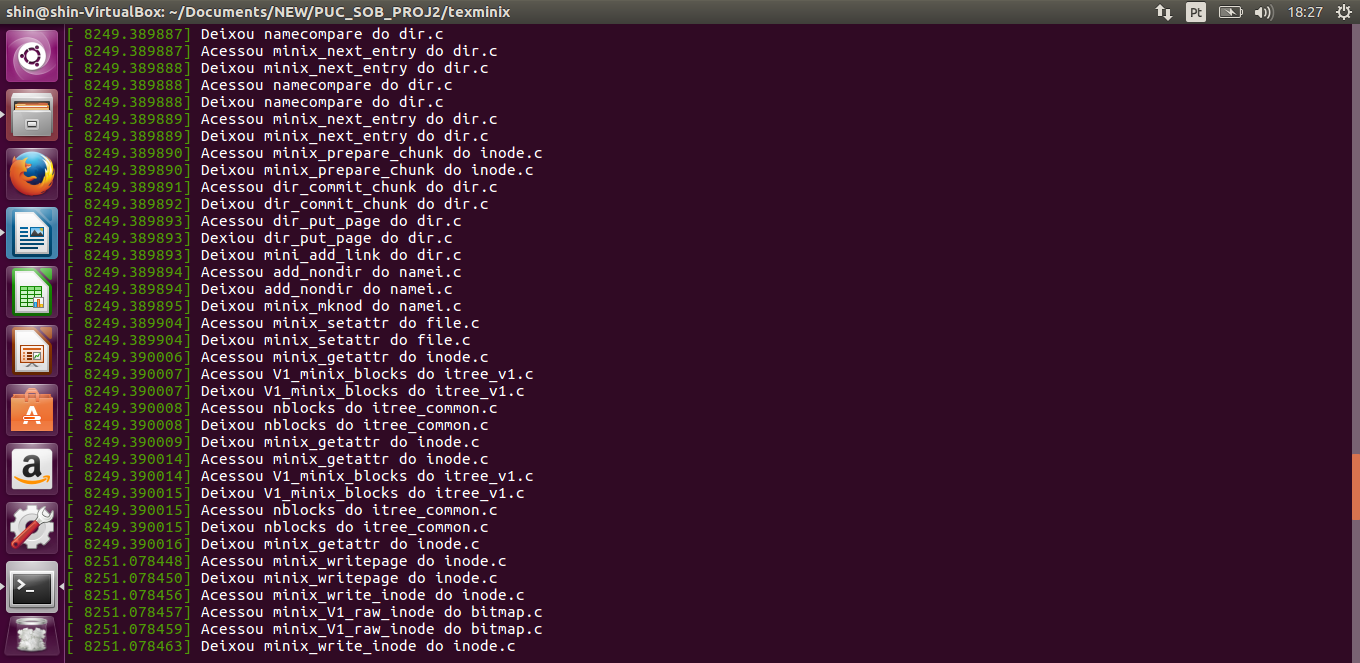 shin@shin-VirtualBox: ~/Documents/NEW/PUC_SOB_PROJ2/texminix Pt 18:27
[ 8249.389887] Deixou namecompare do dir.c
[ 8249.389887] Acessou minix_next_entry do dir.c
[ 8249.389888] Deixou minix_next_entry do dir.c
[ 8249.389888] Acessou namecompare do dir.c
[ 8249.389888] Deixou namecompare do dir.c
[ 8249.389889] Acessou minix_next_entry do dir.c
[ 8249.389889] Deixou minix_next_entry do dir.c
[ 8249.389890] Acessou minix_prepare_chunk do inode.c
[ 8249.389890] Deixou minix_prepare_chunk do inode.c
[ 8249.389891] Acessou dir_commit_chunk do dir.c
[ 8249.389892] Deixou dir_commit_chunk do dir.c
[ 8249.389893] Acessou dir_put_page do dir.c
[ 8249.389893] Dexiou dir_put_page do dir.c
[ 8249.389893] Deixou mini_add_link do dir.c
[ 8249.389894] Acessou add_nondir do namei.c
[ 8249.389894] Deixou add_nondir do namei.c
[ 8249.389895] Deixou minix_mknod do namei.c
[ 8249.389904] Acessou minix_setattr do file.c
[ 8249.389904] Deixou minix_setattr do file.c
[ 8249.390006] Acessou minix_getattr do inode.c
[ 8249.390007] Acessou V1_minix_blocks do itree_v1.c
[ 8249.390007] Deixou V1_minix_blocks do itree_v1.c
[ 8249.390008] Acessou nblocks do itree_common.c
[ 8249.390008] Deixou nblocks do itree_common.c
[ 8249.390009] Deixou minix_getattr do inode.c
[ 8249.390014] Acessou minix_getattr do inode.c
[ 8249.390014] Acessou V1_minix_blocks do itree_v1.c
[ 8249.390015] Deixou V1_minix_blocks do itree_v1.c
[ 8249.390015] Acessou nblocks do itree_common.c
[ 8249.390015] Deixou nblocks do itree_common.c
[ 8249.390016] Deixou minix_getattr do inode.c
[ 8251.078448] Acessou minix_writepage do inode.c
[ 8251.078450] Deixou minix_writepage do inode.c
[ 8251.078456] Acessou minix_write_inode do inode.c
[ 8251.078457] Acessou minix_V1_raw_inode do bitmap.c
[ 8251.078459] Acessou minix_V1_raw_inode do bitmap.c
[ 8251.078463] Deixou minix_write_inode do inode.c